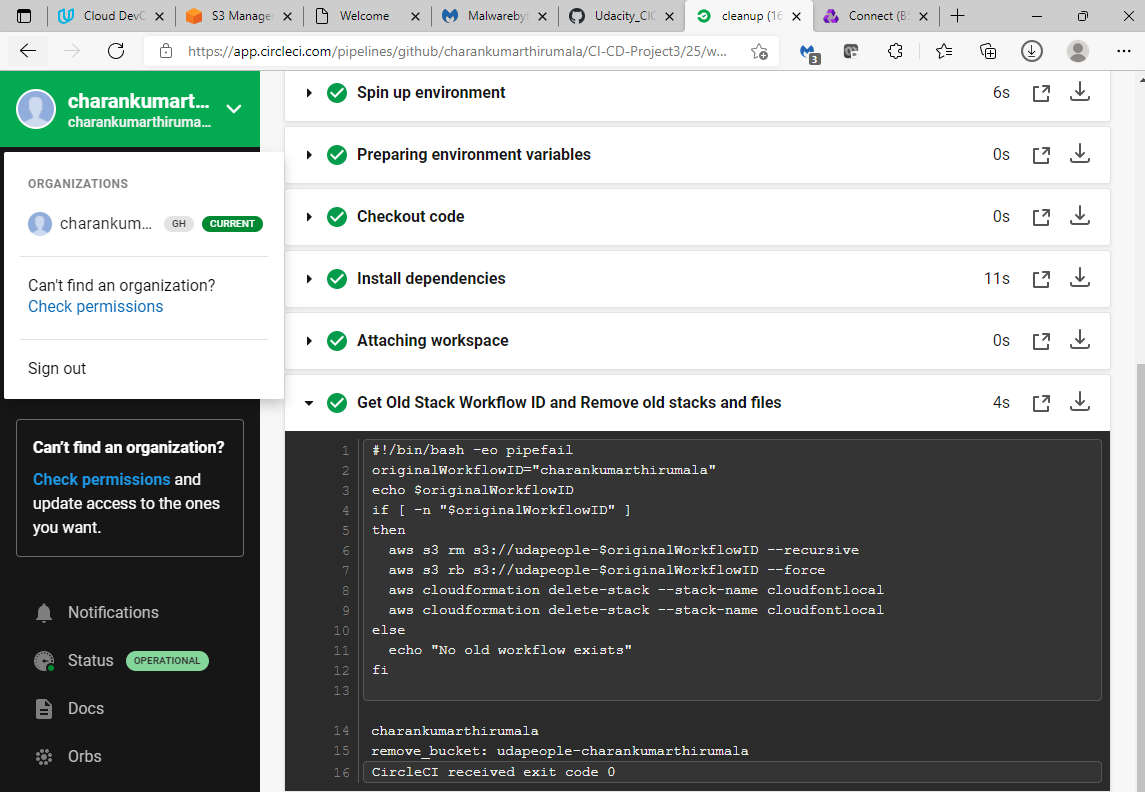 Cloud DevC
S3 Manage
Welcome
Malwareby
Udacity_CIC
cleanup (16
Connect (B
https://app.circleci.com/pipelines/github/charankumarthirumala/CI-CD-Project3/25/w...
3
charankumart...
charankumarthiruma...
ORGANIZATIONS
charankum...
GH
CURRENT
Can't find an organization?
Check permissions
Sign out
Can't find an organization?
Check permissions and
update access to the ones
you want.
Notifications
Status
OPERATIONAL
Docs
Orbs
Spin up environment
6s
Preparing environment variables
0s
Checkout code
0s
Install dependencies
11s
Attaching workspace
0s
Get Old Stack Workflow ID and Remove old stacks and files
4s
1 #!/bin/bash -eo pipefail
2 originalWorkflowID="charankumarthirumala"
3 echo $originalWorkflowID
4 if [ -n "$originalWorkflowID" ]
5 then
6 aws s3 rm s3://udapeople-$originalWorkflowID --recursive
7 aws s3 rb s3://udapeople-$originalWorkflowID --force
8 aws cloudformation delete-stack --stack-name cloudfontlocal
9 aws cloudformation delete-stack --stack-name cloudfontlocal
10 else
11 echo "No old workflow exists"
12 fi
13
14 charankumarthirumala
15 remove_bucket: udapeople-charankumarthirumala
16 CircleCI received exit code 0